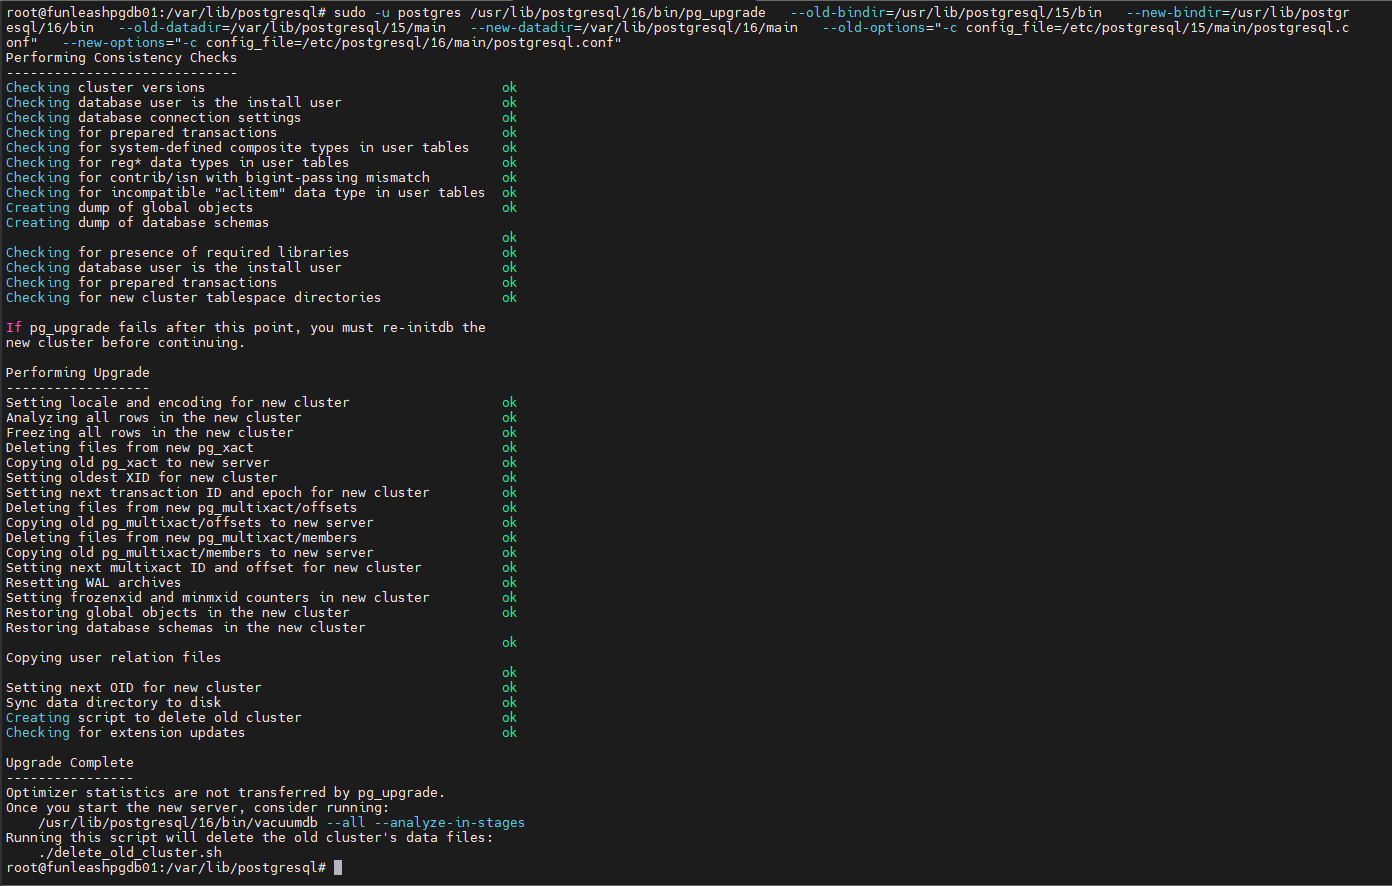 root@funleashpgdb01:/var/lib/postgresql# sudo -u postgres /usr/lib/postgresql/16/bin/pg_upgrade   --old-bindir=/usr/lib/postgresql/15/bin   --new-bindir=/usr/lib/postgr
esql/16/bin   --old-datadir=/var/lib/postgresql/15/main   --new-datadir=/var/lib/postgresql/16/main   --old-options="-c config_file=/etc/postgresql/15/main/postgresql.c
onf"   --new-options="-c config_file=/etc/postgresql/16/main/postgresql.conf"
Performing Consistency Checks
-----------------------------
Checking cluster versions                                     ok
Checking database user is the install user                    ok
Checking database connection settings                         ok
Checking for prepared transactions                            ok
Checking for system-defined composite types in user tables    ok
Checking for reg* data types in user tables                   ok
Checking for contrib/isn with bigint-passing mismatch         ok
Checking for incompatible "aclitem" data type in user tables  ok
Creating dump of global objects                               ok
Creating dump of database schemas
                                                              ok
Checking for presence of required libraries                   ok
Checking database user is the install user                    ok
Checking for prepared transactions                            ok
Checking for new cluster tablespace directories               ok

If pg_upgrade fails after this point, you must re-initdb the
new cluster before continuing.

Performing Upgrade
------------------
Setting locale and encoding for new cluster                   ok
Analyzing all rows in the new cluster                         ok
Freezing all rows in the new cluster                          ok
Deleting files from new pg_xact                               ok
Copying old pg_xact to new server                             ok
Setting oldest XID for new cluster                            ok
Setting next transaction ID and epoch for new cluster         ok
Deleting files from new pg_multixact/offsets                  ok
Copying old pg_multixact/offsets to new server                ok
Deleting files from new pg_multixact/members                  ok
Copying old pg_multixact/members to new server                ok
Setting next multixact ID and offset for new cluster          ok
Resetting WAL archives                                        ok
Setting frozenxid and minmxid counters in new cluster         ok
Restoring global objects in the new cluster                   ok
Restoring database schemas in the new cluster
                                                              ok
Copying user relation files
                                                              ok
Setting next OID for new cluster                              ok
Sync data directory to disk                                   ok
Creating script to delete old cluster                         ok
Checking for extension updates                                ok

Upgrade Complete
----------------
Optimizer statistics are not transferred by pg_upgrade.
Once you start the new server, consider running:
    /usr/lib/postgresql/16/bin/vacuumdb --all --analyze-in-stages
Running this script will delete the old cluster's data files:
    ./delete_old_cluster.sh
root@funleashpgdb01:/var/lib/postgresql#